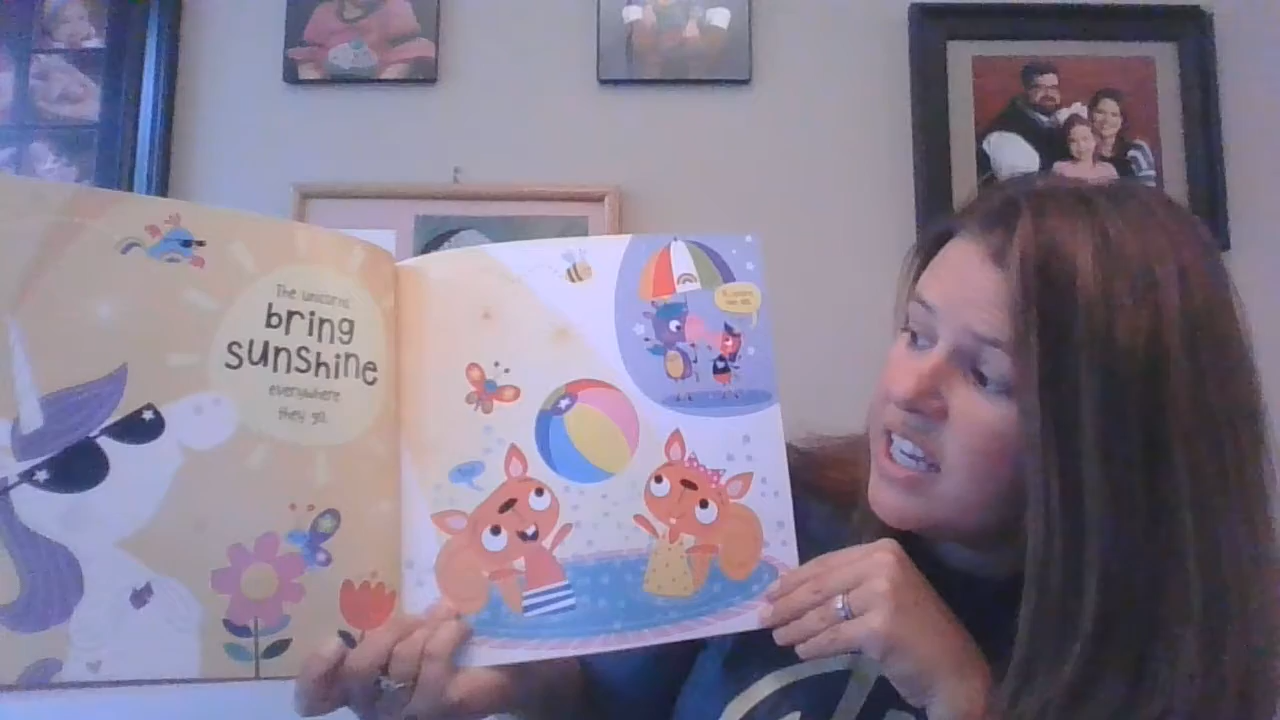 The unicorns
bring
sunshine
everywhere
they go.